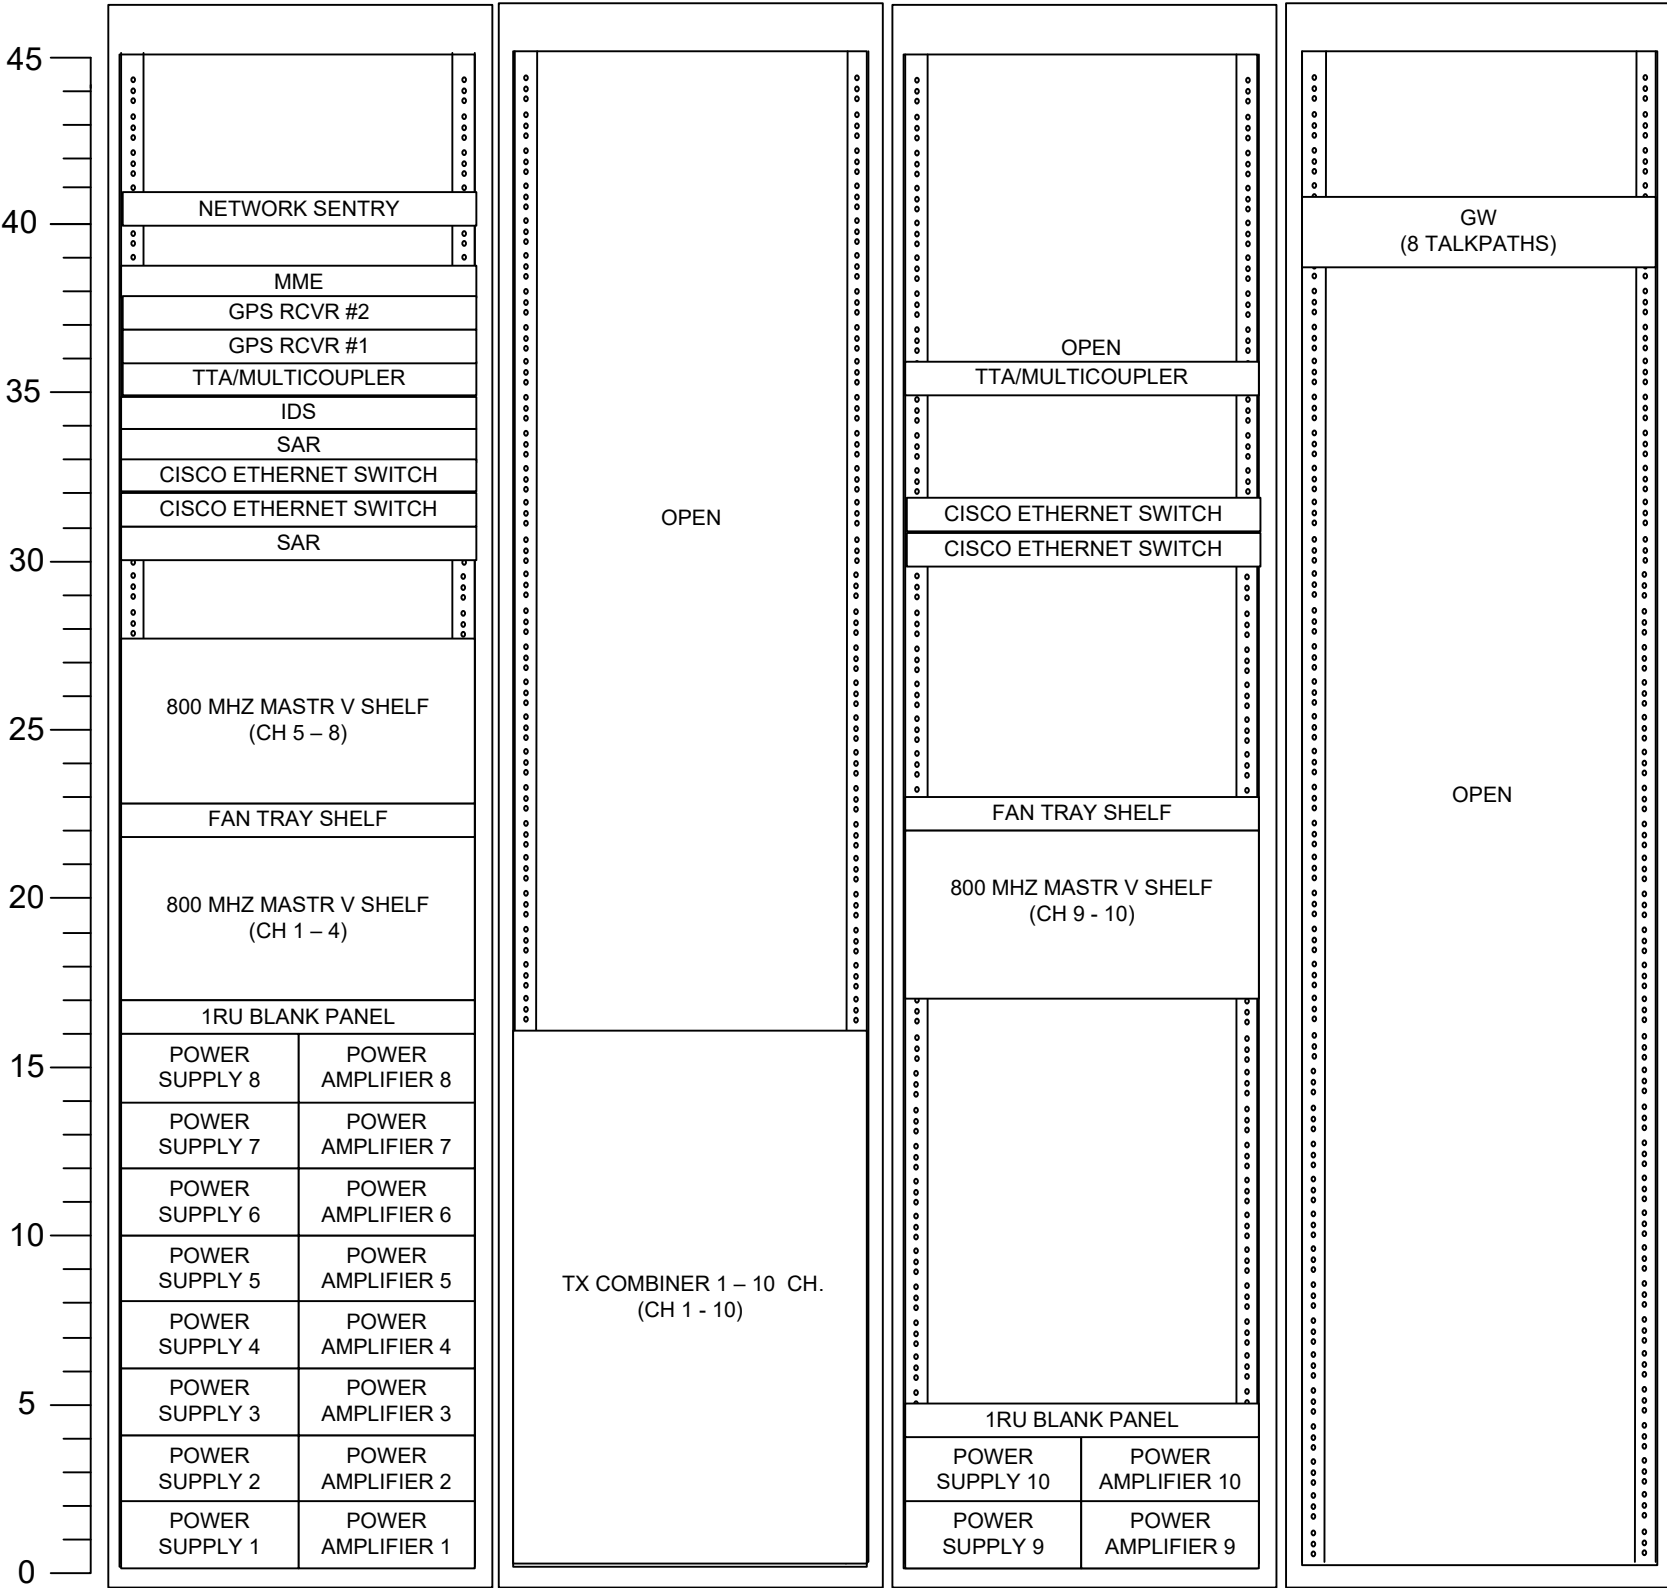 45
40
35
30
25
20
15
10
5
0
NETWORK SENTRY
MME
GPS RCVR #2
GPS RCVR #1
TTA/MULTICOUPLER
IDS
SAR
CISCO ETHERNET SWITCH
CISCO ETHERNET SWITCH
SAR
800 MHZ MASTR V SHELF
(CH 5 – 8)
FAN TRAY SHELF
800 MHZ MASTR V SHELF
(CH 1 – 4)
1RU BLANK PANEL
POWER
SUPPLY 8
POWER
AMPLIFIER 8
POWER
SUPPLY 7
POWER
AMPLIFIER 7
POWER
SUPPLY 6
POWER
AMPLIFIER 6
POWER
SUPPLY 5
POWER
AMPLIFIER 5
POWER
SUPPLY 4
POWER
AMPLIFIER 4
POWER
SUPPLY 3
POWER
AMPLIFIER 3
POWER
SUPPLY 2
POWER
AMPLIFIER 2
POWER
SUPPLY 1
POWER
AMPLIFIER 1
OPEN
TX COMBINER 1 – 10 CH.
(CH 1 - 10)
OPEN
TTA/MULTICOUPLER
CISCO ETHERNET SWITCH
CISCO ETHERNET SWITCH
FAN TRAY SHELF
800 MHZ MASTR V SHELF
(CH 9 - 10)
1RU BLANK PANEL
POWER
SUPPLY 10
POWER
AMPLIFIER 10
POWER
SUPPLY 9
POWER
AMPLIFIER 9
GW
(8 TALKPATHS)
OPEN